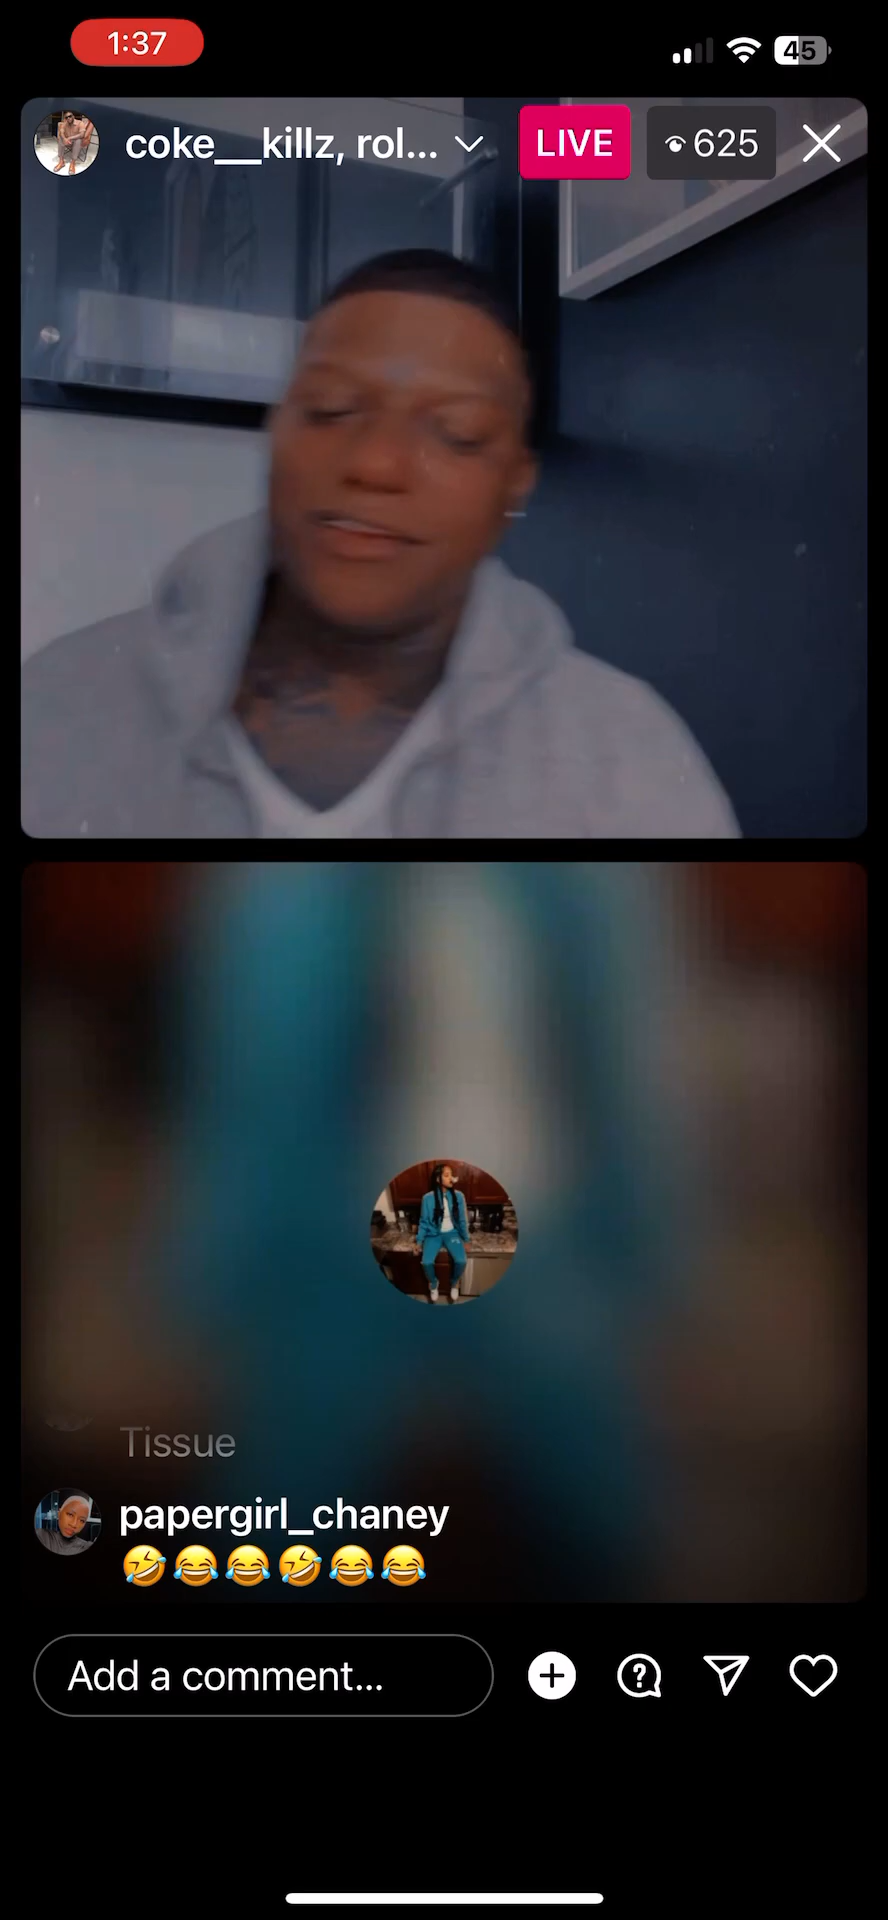 1:37
45
coke__killz, rol...
LIVE
625
Tissue
papergirl_chaney
🤣😂😂🤣😂😂
Add a comment...